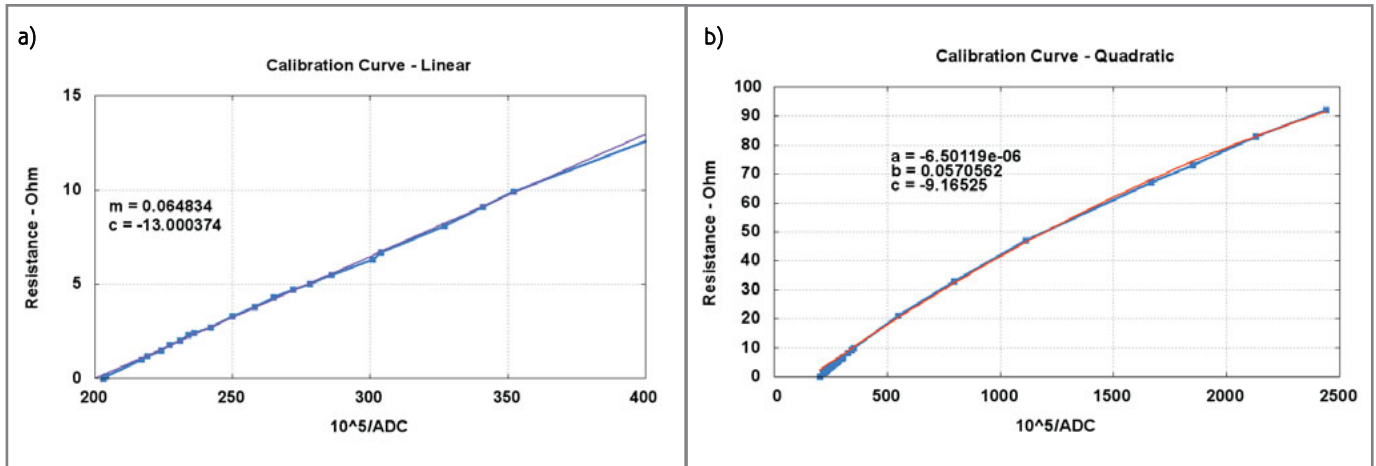 a)
Calibration Curve - Linear
15
10
5
0
Resistance - Ohm
m = 0.064834
c = -13.000374
200
250
300
350
400
10^5/ADC
b)
Calibration Curve - Quadratic
100
90
80
70
60
50
40
30
20
10
0
Resistance - Ohm
a = -6.50119e-06
b = 0.0570562
c = -9.16525
0
500
1000
1500
2000
2500
10^5/ADC